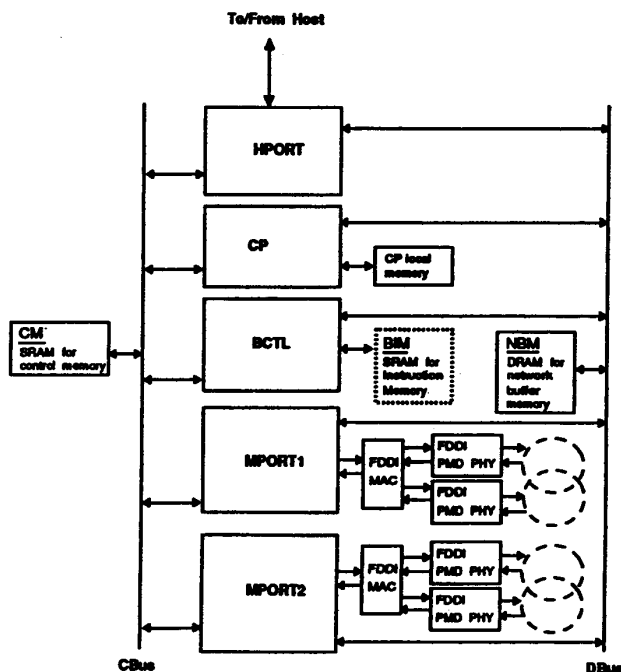 To/From Host
HPORT
CP
CP local
memory
CM
SRAM for
control memory
BCTL
BIM
SRAM for
Instruction
Memory
NBM
DRAM for
network
buffer
memory
MPORT1
FDDI
MAC
FDDI
PMD PHY
FDDI
PMD PHY
MPORT2
FDDI
MAC
FDDI
PMD PHY
FDDI
PMD PHY
CBus
DBus